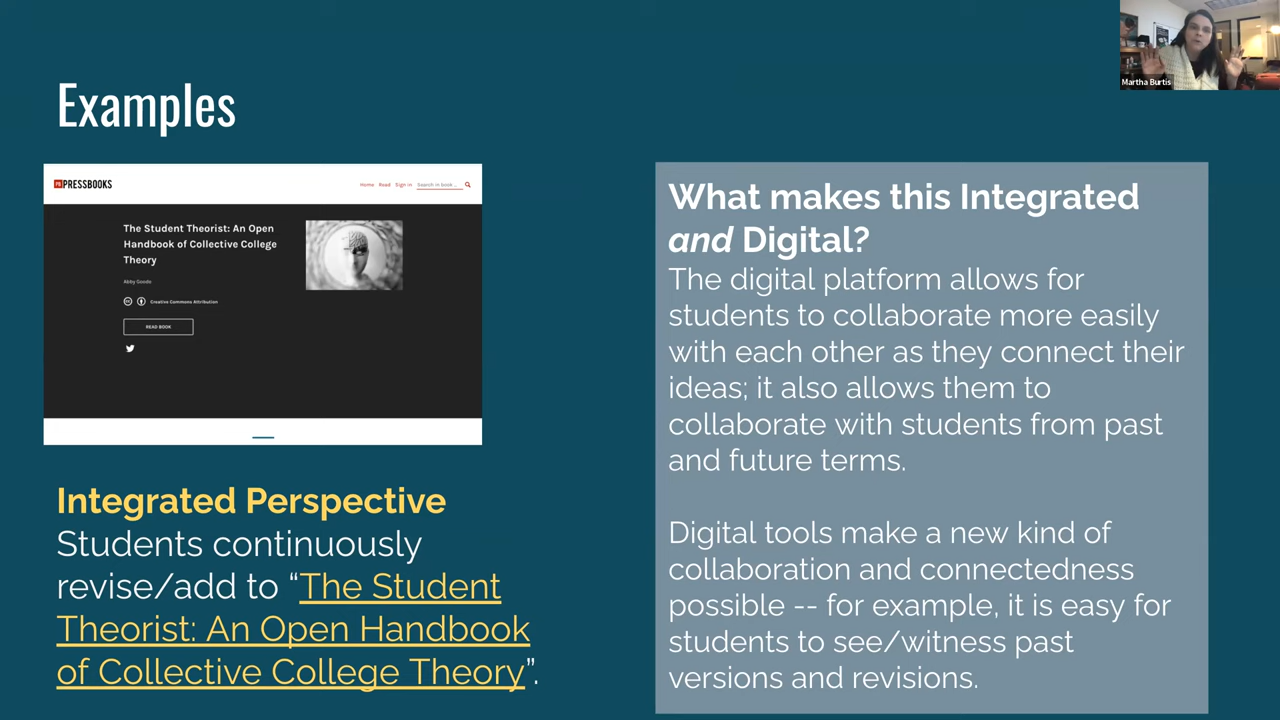 Martha Burtis
Examples
PRESSBOOKS
Home Read Sign in Search in book ...
The Student Theorist: An Open
Handbook of Collective College
Theory
Abby Goode
Creative Commons Attribution
READ BOOK
Integrated Perspective
Students continuously
revise/add to “The Student
Theorist: An Open Handbook
of Collective College Theory”.
What makes this Integrated
and Digital?
The digital platform allows for
students to collaborate more easily
with each other as they connect their
ideas; it also allows them to
collaborate with students from past
and future terms.
Digital tools make a new kind of
collaboration and connectedness
possible -- for example, it is easy for
students to see/witness past
versions and revisions.